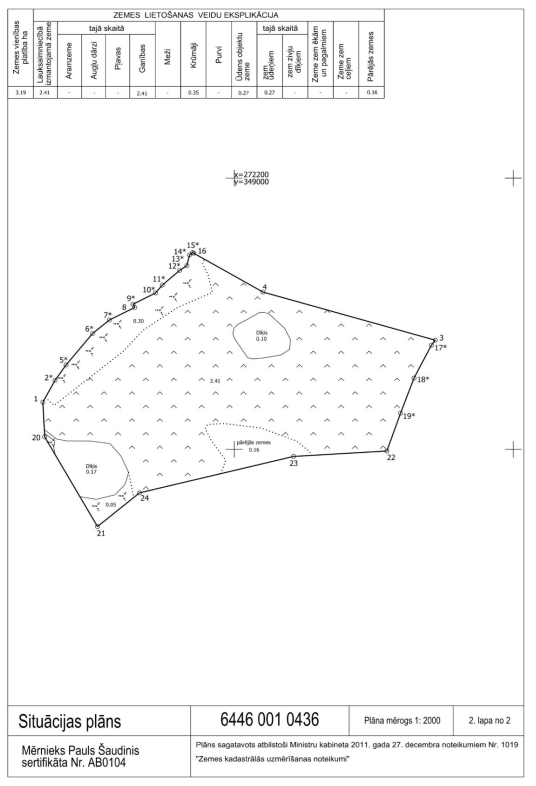 ZEMES LIETOŠANAS VEIDU EKSPLIKĀCIJA
Zemes vienības
platība ha
Lauksaimniecībā
izmantojamā zeme
tajā skaitā
Aramzeme
Augļu dārzi
Pļavas
Ganības
Meži
Krūmāji
Purvi
Ūdens objektu
zeme
tajā skaitā
zem
ūdeņiem
zem zivju
dīķiem
Zeme zem ēkām
un pagalmiem
Zeme zem
ceļiem
Pārējās zemes
3.19 2.41 - - - 2.41 - 0.35 - 0.27 0.27 - - - 0.16
x=272200
y=349000
15*
14* 16
13*
12*
11*
10*
9*
8
7*
6*
5*
2*
1
20
4
3
17*
18*
19*
22
23
24
21
0.30
Dīķis
0.10
2.41
pārējās zemes
0.16
Dīķis
0.17
0.05
Situācijas plāns
6446 001 0436
Plāna mērogs 1: 2000
2. lapa no 2
Mērnieks Pauls Šaudinis
sertifikāta Nr. AB0104
Plāns sagatavots atbilstoši Ministru kabineta 2011. gada 27. decembra noteikumiem Nr. 1019
"Zemes kadastrālās uzmērīšanas noteikumi"